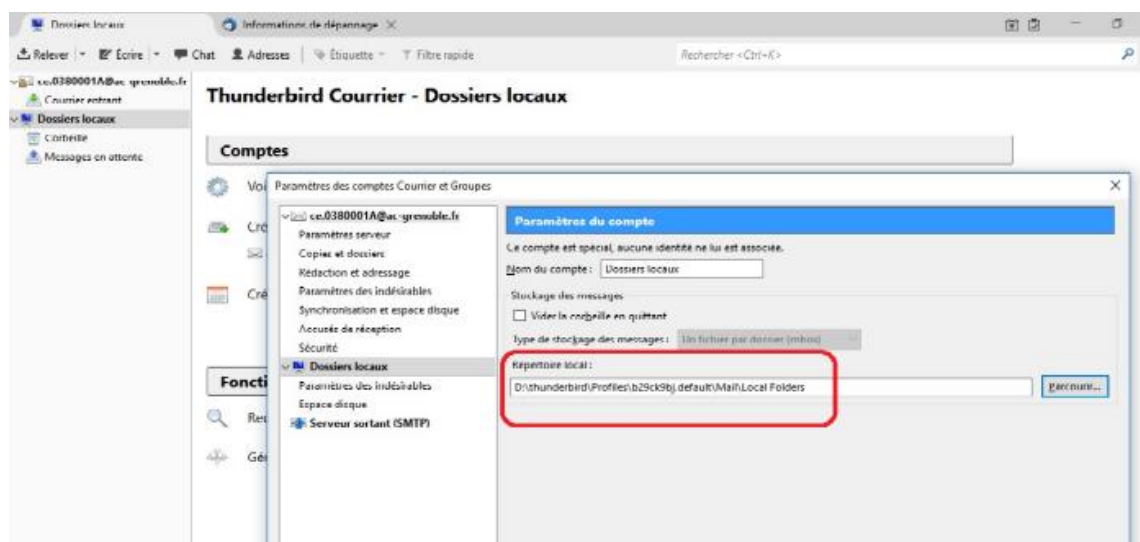 Dossiers locaux
Informations de dépannage
Relever
Écrire
Chat
Adresses
Étiquette
Filtre rapide
Rechercher <Ctrl+K>
ce.0380001A@ac-grenoble.fr
Courrier entrant
Dossiers locaux
Corbeille
Messages en attente
Thunderbird Courrier - Dossiers locaux
Comptes
Voi
Cré
Cré
Foncti
Rec
Gér
Paramètres des comptes Courrier et Groupes
ce.0380001A@ac-grenoble.fr
Paramètres serveur
Copies et dossiers
Rédaction et adressage
Paramètres des indésirables
Synchronisation et espace disque
Accusés de réception
Sécurité
Dossiers locaux
Paramètres des indésirables
Espace disque
Serveur sortant (SMTP)
Paramètres du compte
Ce compte est spécial, aucune identité ne lui est associée.
Nom du compte : Dossiers locaux
Stockage des messages
Vider la corbeille en quittant
Type de stockage des messages : Un fichier par dossier (mbox)
Répertoire local :
D:\thunderbird\Profiles\b29ck9bj.default\Mail\Local Folders
Parcourir...